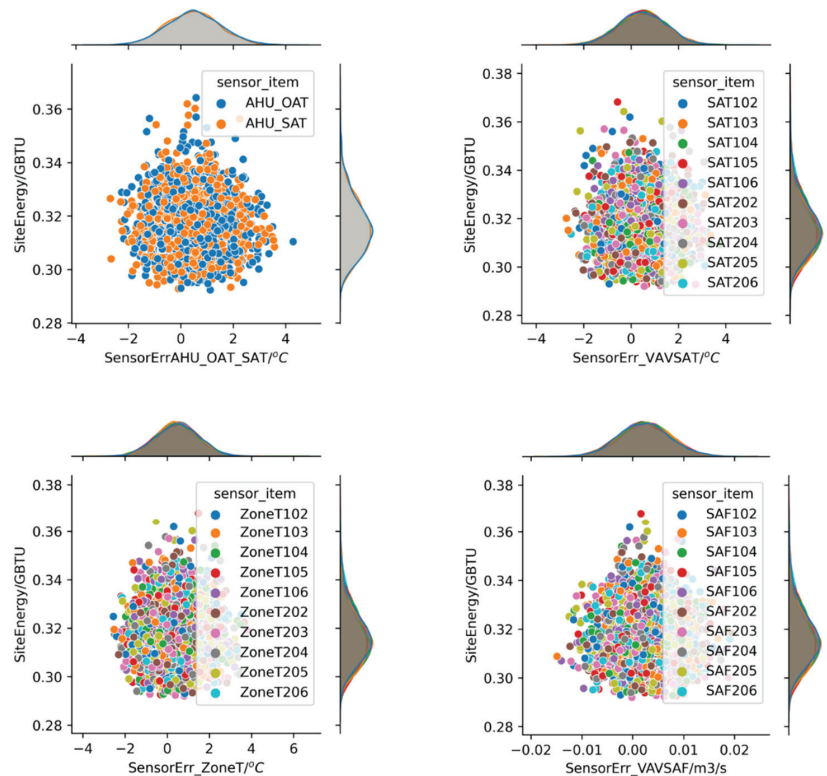 sensor_item
AHU_OAT
AHU_SAT
SiteEnergy/GBTU
0.36
0.34
0.32
0.30
0.28
−4 −2 0 2 4
SensorErrAHU_OAT_SAT/°C
sensor_item
SAT102
SAT103
SAT104
SAT105
SAT106
SAT202
SAT203
SAT204
SAT205
SAT206
SiteEnergy/GBTU
0.38
0.36
0.34
0.32
0.30
0.28
−4 −2 0 2 4
SensorErr_VAVSAT/°C
sensor_item
ZoneT102
ZoneT103
ZoneT104
ZoneT105
ZoneT106
ZoneT202
ZoneT203
ZoneT204
ZoneT205
ZoneT206
SiteEnergy/GBTU
0.38
0.36
0.34
0.32
0.30
0.28
−4 −2 0 2 4 6
SensorErr_ZoneT/°C
sensor_item
SAF102
SAF103
SAF104
SAF105
SAF106
SAF202
SAF203
SAF204
SAF205
SAF206
SiteEnergy/GBTU
0.38
0.36
0.34
0.32
0.30
0.28
−0.02 −0.01 0.00 0.01 0.02
SensorErr_VAVSAF/m3/s